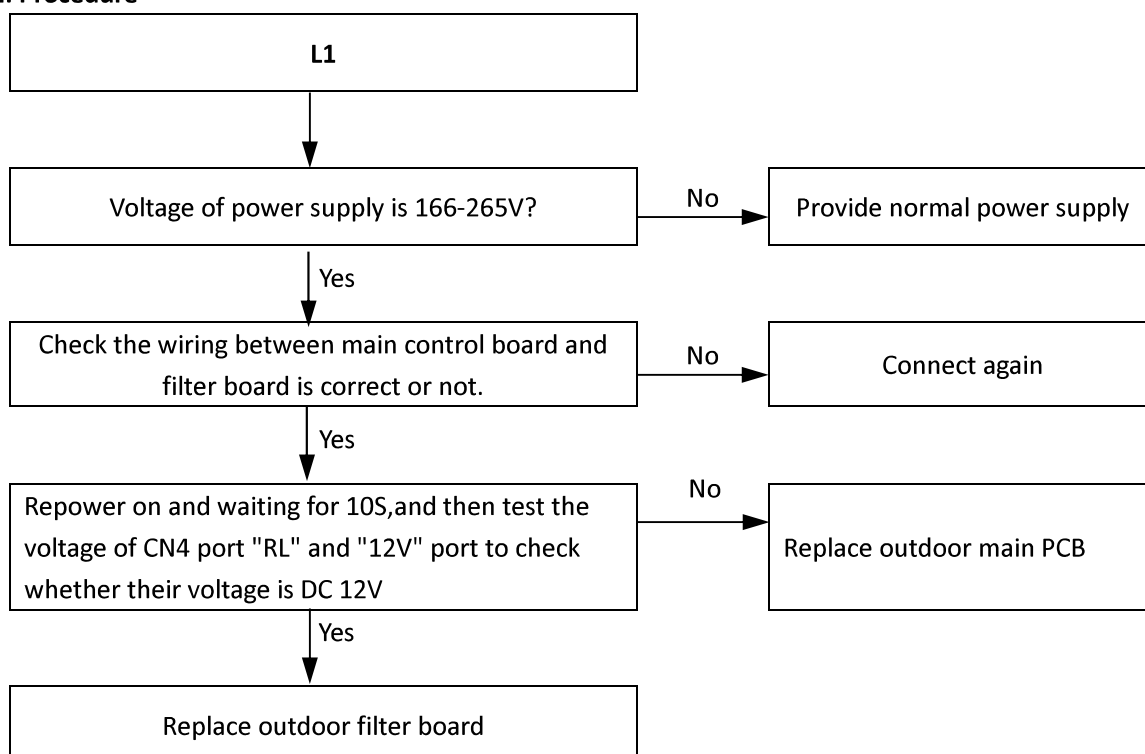 Procedure
L1
Voltage of power supply is 166-265V?
No
Provide normal power supply
Yes
Check the wiring between main control board and
filter board is correct or not.
No
Connect again
Yes
Repower on and waiting for 10S,and then test the
voltage of CN4 port "RL" and "12V" port to check
whether their voltage is DC 12V
No
Replace outdoor main PCB
Yes
Replace outdoor filter board